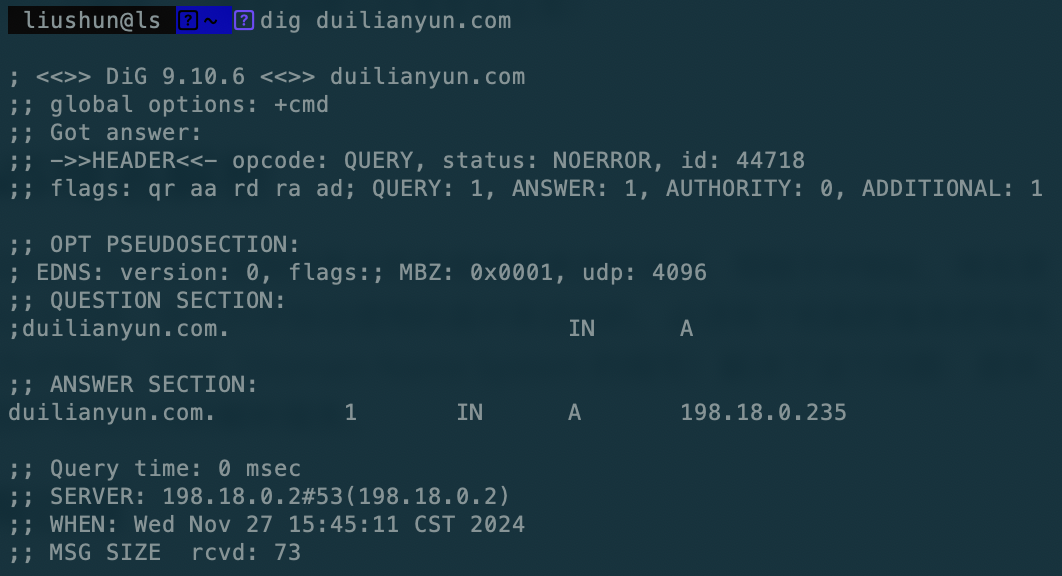 liushun@ls ~ dig duilianyun.com
; <<>> DiG 9.10.6 <<>> duilianyun.com
;; global options: +cmd
;; Got answer:
;; ->>HEADER<<- opcode: QUERY, status: NOERROR, id: 44718
;; flags: qr aa rd ra ad; QUERY: 1, ANSWER: 1, AUTHORITY: 0, ADDITIONAL: 1
;; OPT PSEUDOSECTION:
; EDNS: version: 0, flags:; MBZ: 0x0001, udp: 4096
;; QUESTION SECTION:
;duilianyun.com. IN A
;; ANSWER SECTION:
duilianyun.com. 1 IN A 198.18.0.235
;; Query time: 0 msec
;; SERVER: 198.18.0.2#53(198.18.0.2)
;; WHEN: Wed Nov 27 15:45:11 CST 2024
;; MSG SIZE rcvd: 73